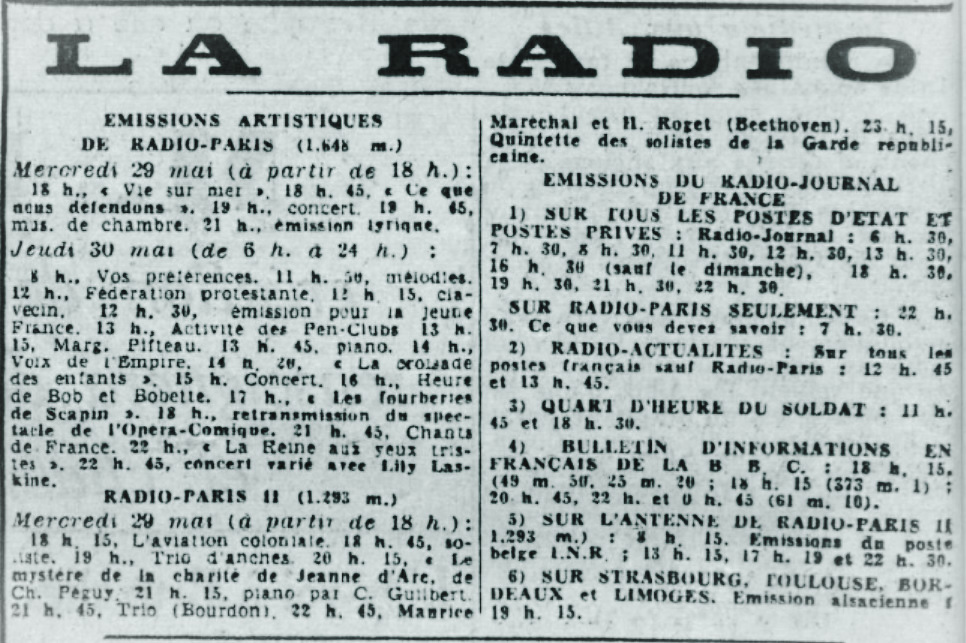 LA RADIO
EMISSIONS ARTISTIQUES
DE RADIO-PARIS (1.648 m.)
Mercredi 29 mai (à partir de 18 h.) :
18 h., « Vie sur mer ». 18 h. 45, « Ce que
nous défendons ». 19 h., concert. 19 h. 45,
mus. de chambre. 21 h., émission lyrique.
Jeudi 30 mai (de 6 h. à 24 h.) :
8 h., Vos préférences. 11 h. 30, mélodies.
12 h., Fédération protestante. 12 h. 15, cla-
vecin. 12 h. 30, émission pour la jeune
France. 13 h., Activité des Pen-Clubs 13 h.
15, Marg. Pifteau. 13 h. 45, piano. 14 h.,
Voix de l'Empire. 14 h. 20, « La croisade
des enfants ». 15 h. Concert. 16 h., Heure
de Bob et Bobette. 17 h., « Les fourberies
de Scapin ». 18 h., retransmission du spec-
tacle de l'Opéra-Comique. 21 h. 45, Chants
de France. 22 h., « La Reine aux yeux tris-
tes ». 22 h. 45, concert varié avec Lily Las-
kine.
RADIO-PARIS II (1.293 m.)
Mercredi 29 mai (à partir de 18 h.) :
18 h. 15, L'aviation coloniale. 18 h. 45, so-
liste. 19 h., Trio d'anches. 20 h. 15, « Le
mystère de la charité de Jeanne d'Arc, de
Ch. Péguy. 21 h. 15, piano par C. Guilbert.
21 h. 45, Trio (Bourdon). 22 h. 45, Maurice
Maréchal et H. Roget (Beethoven). 23 h. 15,
Quintette des solistes de la Garde républi-
caine.
EMISSIONS DU RADIO-JOURNAL
DE FRANCE
1) SUR TOUS LES POSTES D'ETAT ET
POSTES PRIVES : Radio-Journal : 6 h. 30,
7 h. 30, 8 h. 30, 11 h. 30, 12 h. 30, 13 h. 30,
16 h. 30 (sauf le dimanche), 18 h. 30,
19 h. 30, 21 h. 30, 22 h. 30.
SUR RADIO-PARIS SEULEMENT : 22 h.
30. Ce que vous devez savoir : 7 h. 30.
2) RADIO-ACTUALITES : Sur tous les
postes français sauf Radio-Paris : 12 h. 45
et 13 h. 45.
3) QUART D'HEURE DU SOLDAT : 11 h.
45 et 18 h. 30.
4) BULLETIN D'INFORMATIONS EN
FRANÇAIS DE LA B. B. C. : 18 h. 15.
(49 m. 50, 25 m. 20 ; 18 h. 15 (373 m. 1) ;
20 h. 45, 22 h. et 0 h. 45 (61 m. 10).
5) SUR L'ANTENNE DE RADIO-PARIS II
1.293 m.) : 8 h. 15. Emissions du poste
belge I.N.R ; 13 h. 15, 17 h. 19 et 22 h. 30.
6) SUR STRASBOURG, TOULOUSE, BOR-
DEAUX et LIMOGES. Emission alsacienne
19 h. 15.